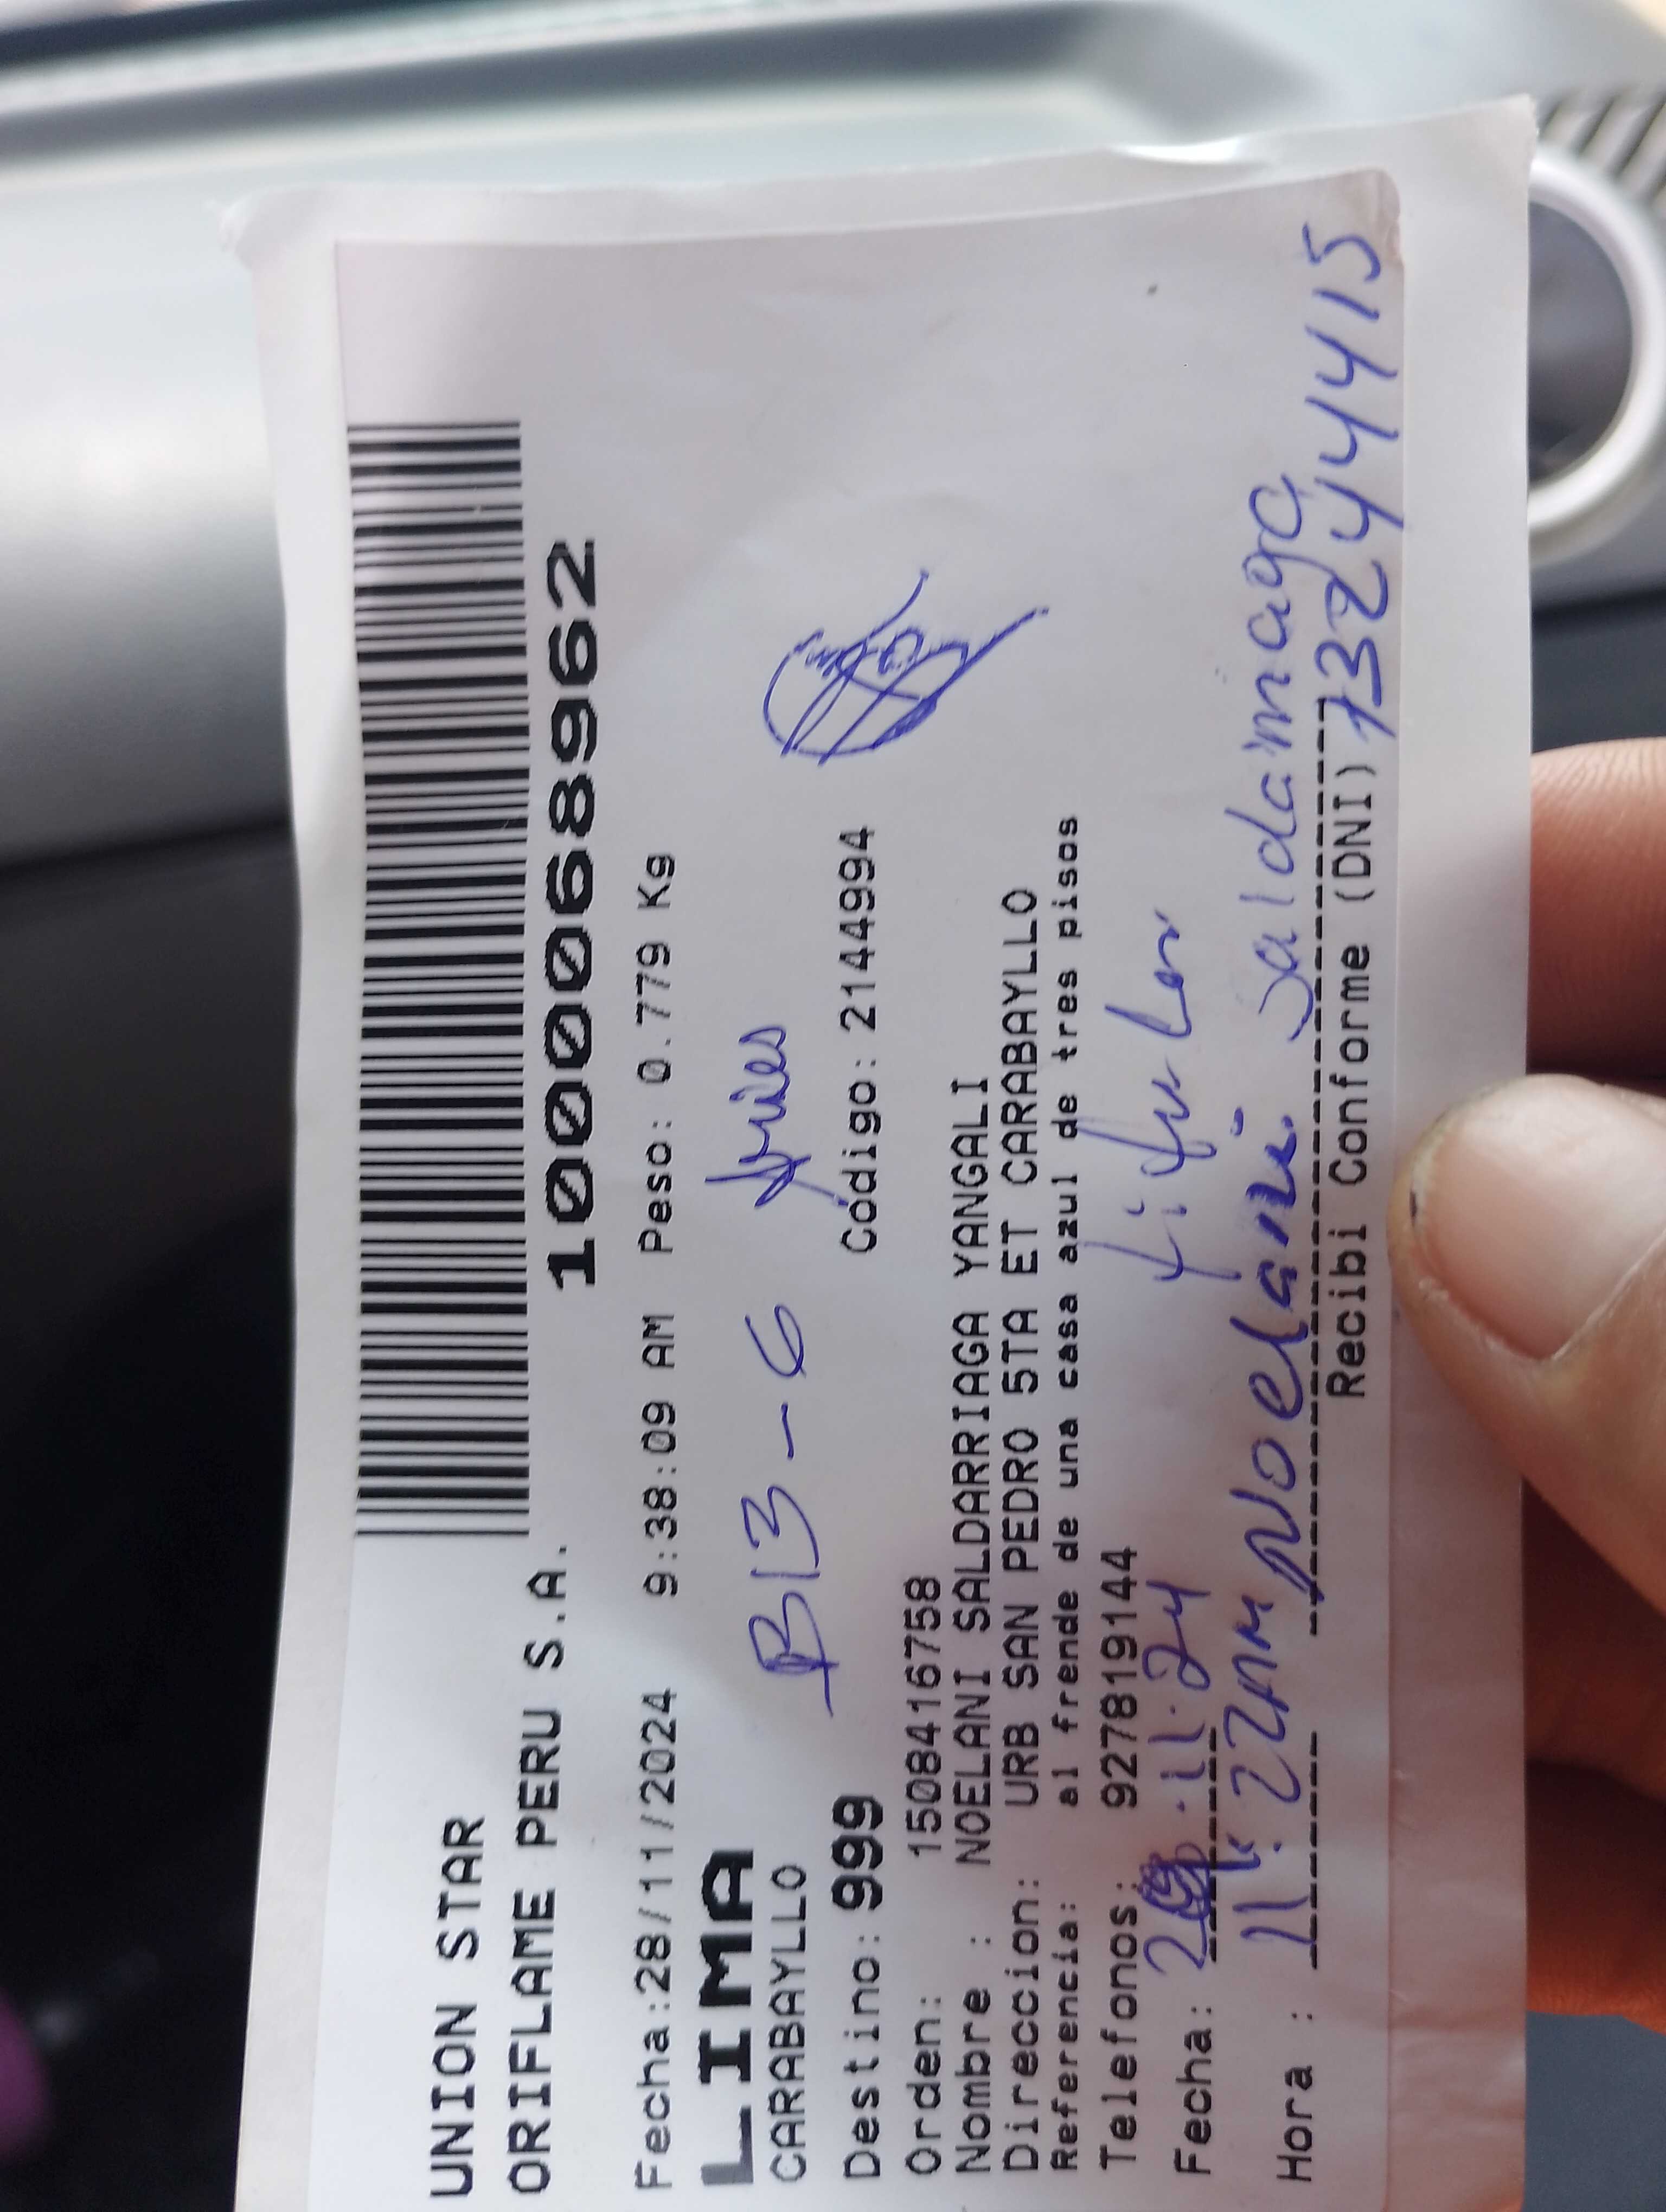 UNION STAR
ORIFLAME PERU S.A.
1000068962
Fecha:28/11/2024 9:38:09 AM Peso: 0.779 Kg
LIMA
CARABAYLLO
B13-6
Destino: 999 Código: 2144994
Orden: 1508416758
Nombre : NOELANI SALDARRIAGA YANGALI
Direccion: URB SAN PEDRO 5TA ET CARABAYLLO
Referencia: al frende de una casa azul de tres pisos
Telefonos: 927819144
titular
Fecha: 11.24
Hora : 11:22AM Noelani
Recibi Conforme (DNI) 73244415